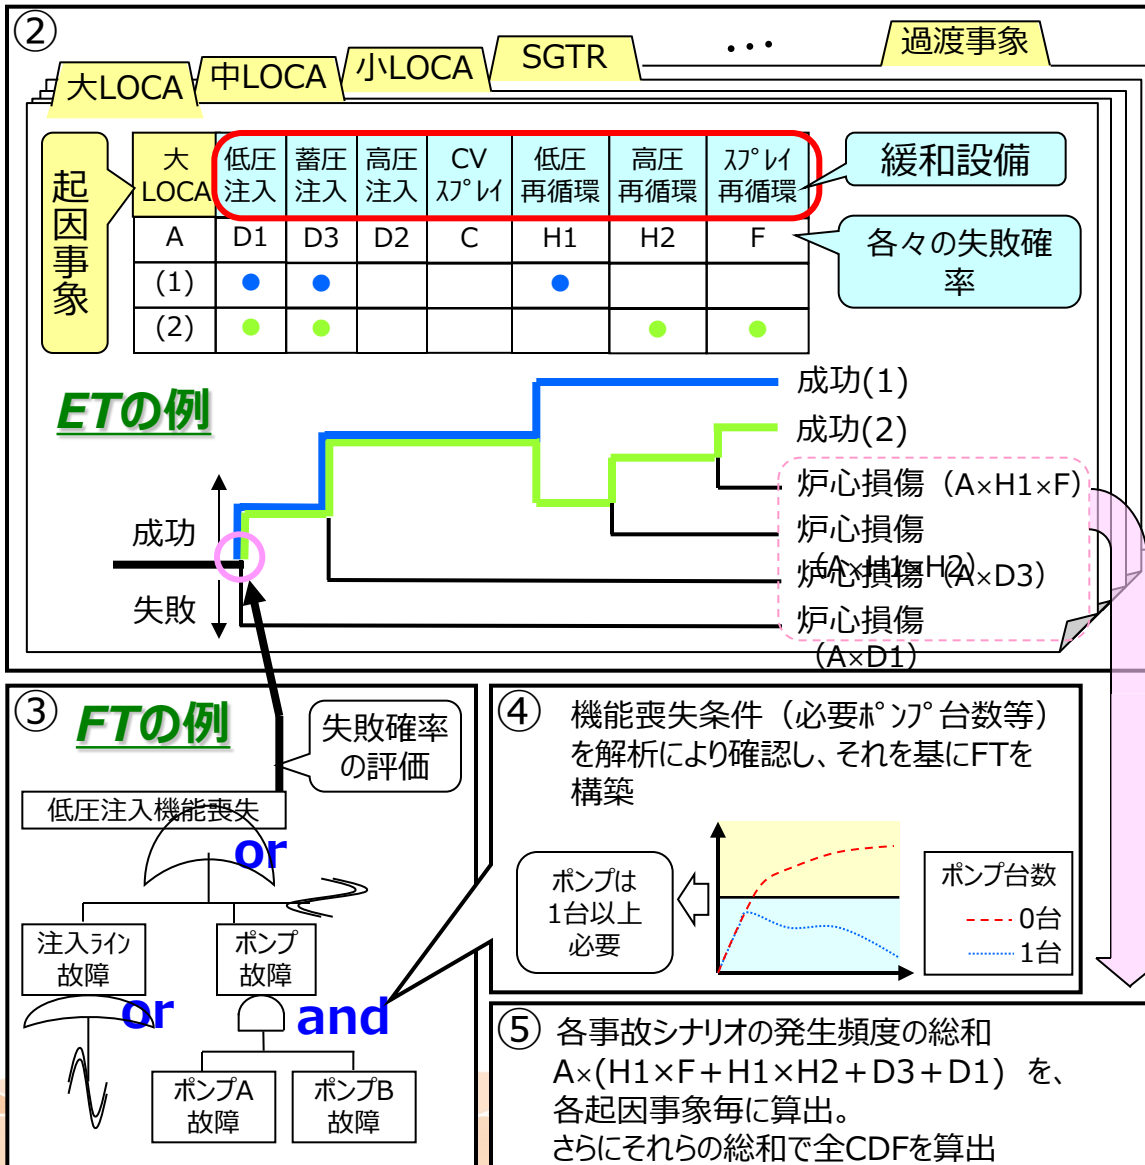 ②
大LOCA
中LOCA
小LOCA
SGTR
・・・
過渡事象
起因事象
大
LOCA
低圧
注入
蓄圧
注入
高圧
注入
CV
ｽﾌﾟﾚｲ
低圧
再循環
高圧
再循環
ｽﾌﾟﾚｲ
再循環
緩和設備
A D1 D3 D2 C H1 H2 F
各々の失敗確
率
(1)
(2)
ETの例
成功(1)
成功(2)
炉心損傷（A×H1×F）
炉心損傷
（A×H1×H2）
炉心損傷（A×D3）
炉心損傷
（A×D1）
成功
失敗
③
FTの例
失敗確率
の評価
低圧注入機能喪失
or
注入ﾗｲﾝ
故障
ポンプ
故障
or
and
ポンプA
故障
ポンプB
故障
④
機能喪失条件（必要ﾎﾟﾝﾌﾟ台数等）
を解析により確認し、それを基にFTを
構築
ポンプは
1台以上
必要
ポンプ台数
0台
1台
⑤
各事故シナリオの発生頻度の総和
A×(H1×F＋H1×H2＋D3＋D1) を、
各起因事象毎に算出。
さらにそれらの総和で全CDFを算出